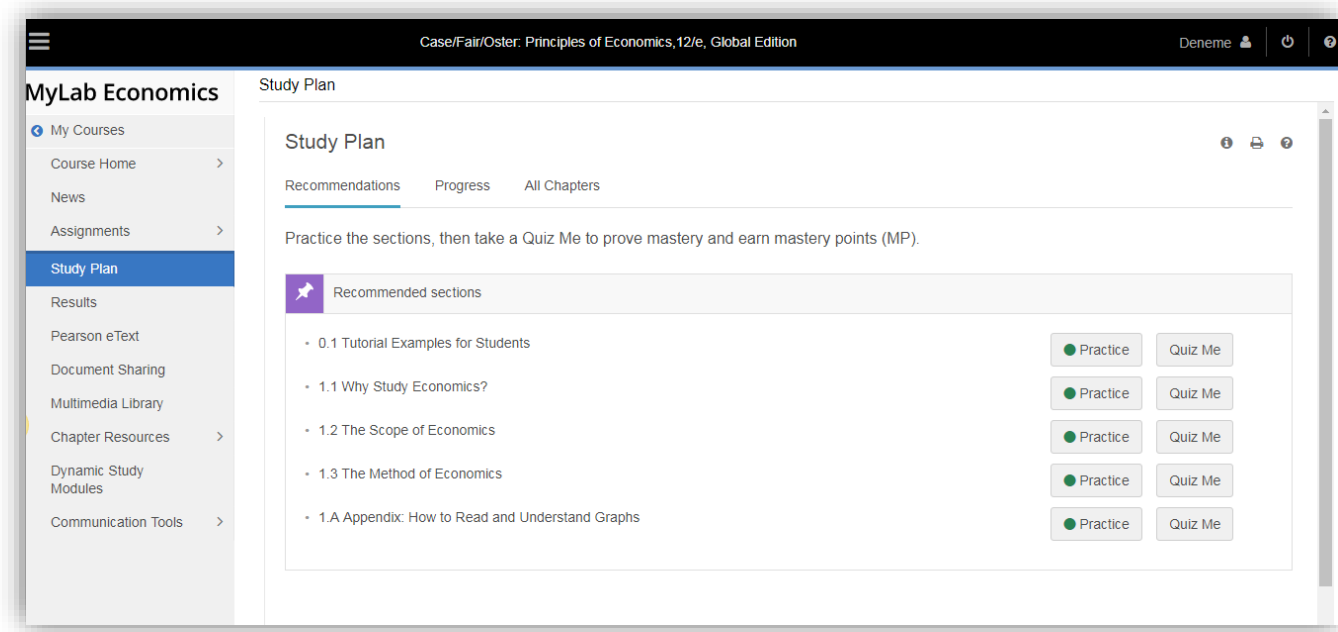 Case/Fair/Oster: Principles of Economics,12/e, Global Edition
Deneme
MyLab Economics
My Courses
Course Home
News
Assignments
Study Plan
Results
Pearson eText
Document Sharing
Multimedia Library
Chapter Resources
Dynamic Study
Modules
Communication Tools
Study Plan
Study Plan
Recommendations Progress All Chapters
Practice the sections, then take a Quiz Me to prove mastery and earn mastery points (MP).
Recommended sections
0.1 Tutorial Examples for Students Practice Quiz Me
1.1 Why Study Economics? Practice Quiz Me
1.2 The Scope of Economics Practice Quiz Me
1.3 The Method of Economics Practice Quiz Me
1.A Appendix: How to Read and Understand Graphs Practice Quiz Me